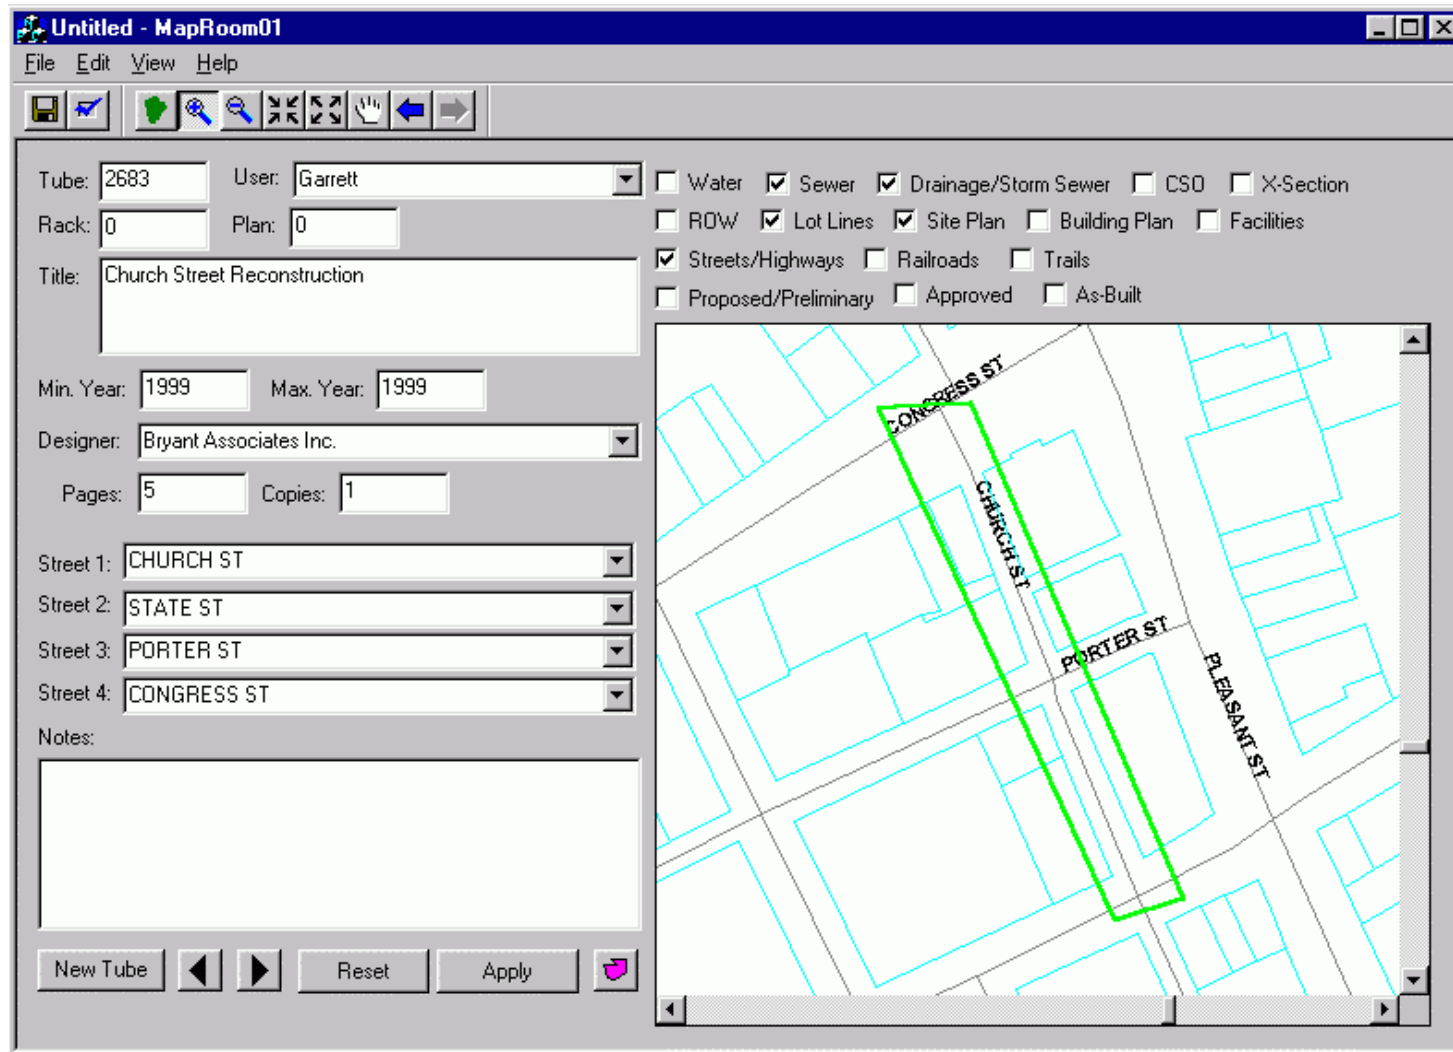 Untitled - MapRoom01
File Edit View Help
Tube: 2683 User: Garrett
Rack: 0 Plan: 0
Title: Church Street Reconstruction
Min. Year: 1999 Max. Year: 1999
Designer: Bryant Associates Inc.
Pages: 5 Copies: 1
Street 1: CHURCH ST
Street 2: STATE ST
Street 3: PORTER ST
Street 4: CONGRESS ST
Notes:
New Tube Reset Apply
Water Sewer Drainage/Storm Sewer CSO X-Section
ROW Lot Lines Site Plan Building Plan Facilities
Streets/Highways Railroads Trails
Proposed/Preliminary Approved As-Built
CONGRESS ST
CHURCH ST
PORTER ST
PLEASANT ST